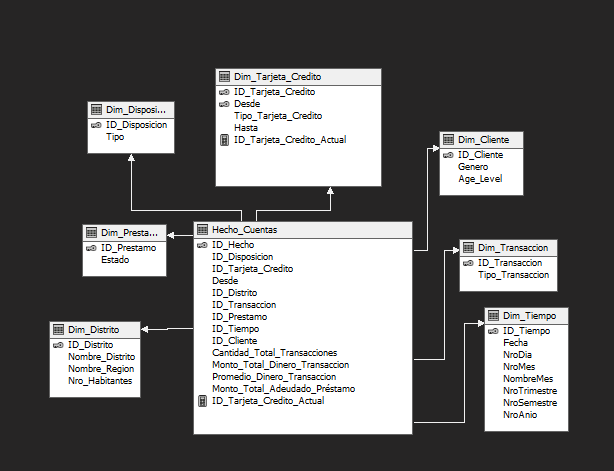 Dim_Tarjeta_Credito
ID_Tarjeta_Credito
Desde
Tipo_Tarjeta_Credito
Hasta
ID_Tarjeta_Credito_Actual
Dim_Disposi...
ID_Disposicion
Tipo
Dim_Cliente
ID_Cliente
Genero
Age_Level
Dim_Presta...
ID_Prestamo
Estado
Hecho_Cuentas
ID_Hecho
ID_Disposicion
ID_Tarjeta_Credito
Desde
ID_Distrito
ID_Transaccion
ID_Prestamo
ID_Tiempo
ID_Cliente
Cantidad_Total_Transacciones
Monto_Total_Dinero_Transaccion
Promedio_Dinero_Transaccion
Monto_Total_Adeudado_Préstamo
ID_Tarjeta_Credito_Actual
Dim_Transaccion
ID_Transaccion
Tipo_Transaccion
Dim_Distrito
ID_Distrito
Nombre_Distrito
Nombre_Region
Nro_Habitantes
Dim_Tiempo
ID_Tiempo
Fecha
NroDia
NroMes
NombreMes
NroTrimestre
NroSemestre
NroAnio